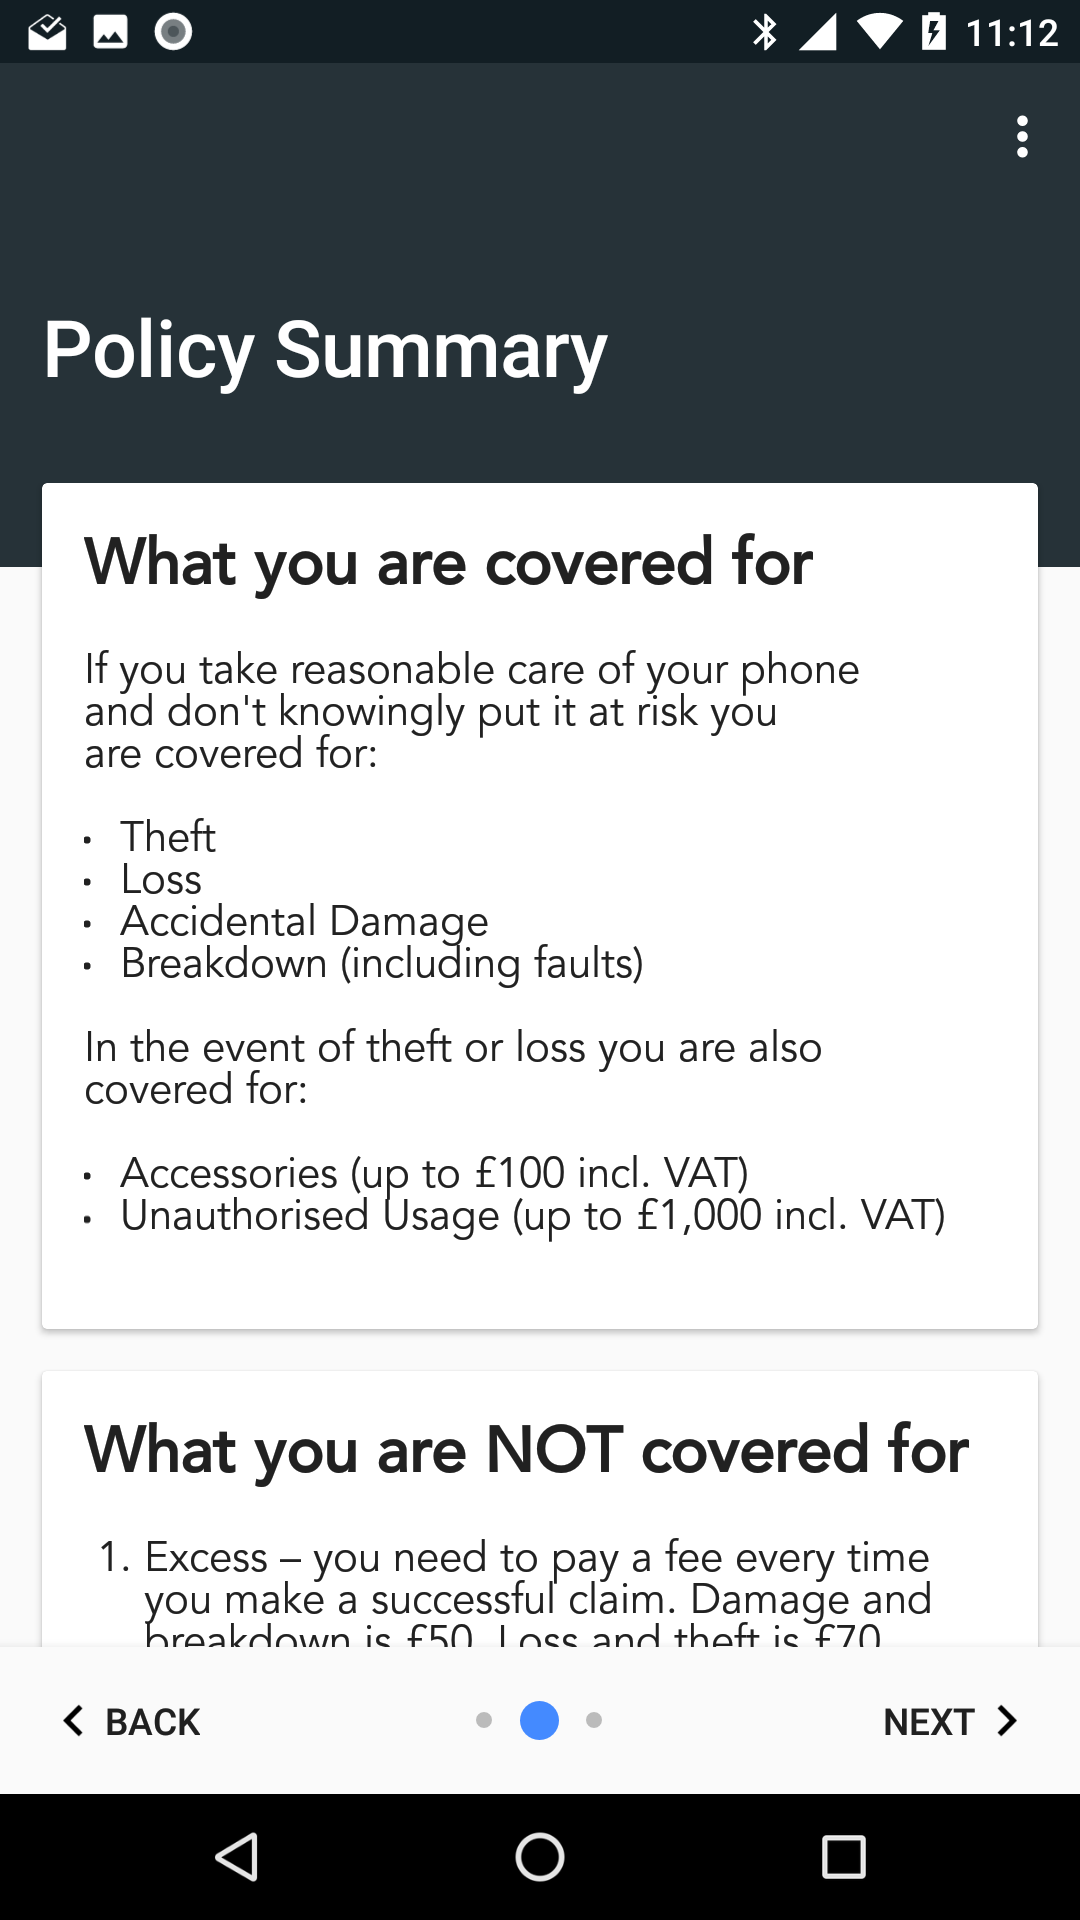 11:12
Policy Summary
What you are covered for
If you take reasonable care of your phone
and don't knowingly put it at risk you
are covered for:
• Theft
• Loss
• Accidental Damage
• Breakdown (including faults)
In the event of theft or loss you are also
covered for:
• Accessories (up to £100 incl. VAT)
• Unauthorised Usage (up to £1,000 incl. VAT)
What you are NOT covered for
1. Excess – you need to pay a fee every time
you make a successful claim. Damage and
breakdown is £50. Loss and theft is £70
BACK
NEXT